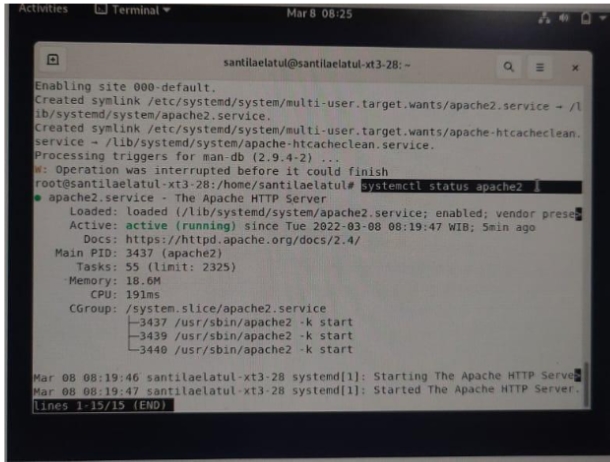 Activities
Terminal
Mar 8 08:25
santilaelatul@santilaelatul-xt3-28: ~
Enabling site 000-default.
Created symlink /etc/systemd/system/multi-user.target.wants/apache2.service → /l
ib/systemd/system/apache2.service.
Created symlink /etc/systemd/system/multi-user.target.wants/apache-htcacheclean.
service → /lib/systemd/system/apache-htcacheclean.service.
Processing triggers for man-db (2.9.4-2) ...
W: Operation was interrupted before it could finish
root@santilaelatul-xt3-28:/home/santilaelatul# systemctl status apache2
● apache2.service - The Apache HTTP Server
Loaded: loaded (/lib/systemd/system/apache2.service; enabled; vendor prese>
Active: active (running) since Tue 2022-03-08 08:19:47 WIB; 5min ago
Docs: https://httpd.apache.org/docs/2.4/
Main PID: 3437 (apache2)
Tasks: 55 (limit: 2325)
Memory: 18.6M
CPU: 191ms
CGroup: /system.slice/apache2.service
├─3437 /usr/sbin/apache2 -k start
├─3439 /usr/sbin/apache2 -k start
└─3440 /usr/sbin/apache2 -k start
Mar 08 08:19:46 santilaelatul-xt3-28 systemd[1]: Starting The Apache HTTP Serve>
Mar 08 08:19:47 santilaelatul-xt3-28 systemd[1]: Started The Apache HTTP Server.
lines 1-15/15 (END)